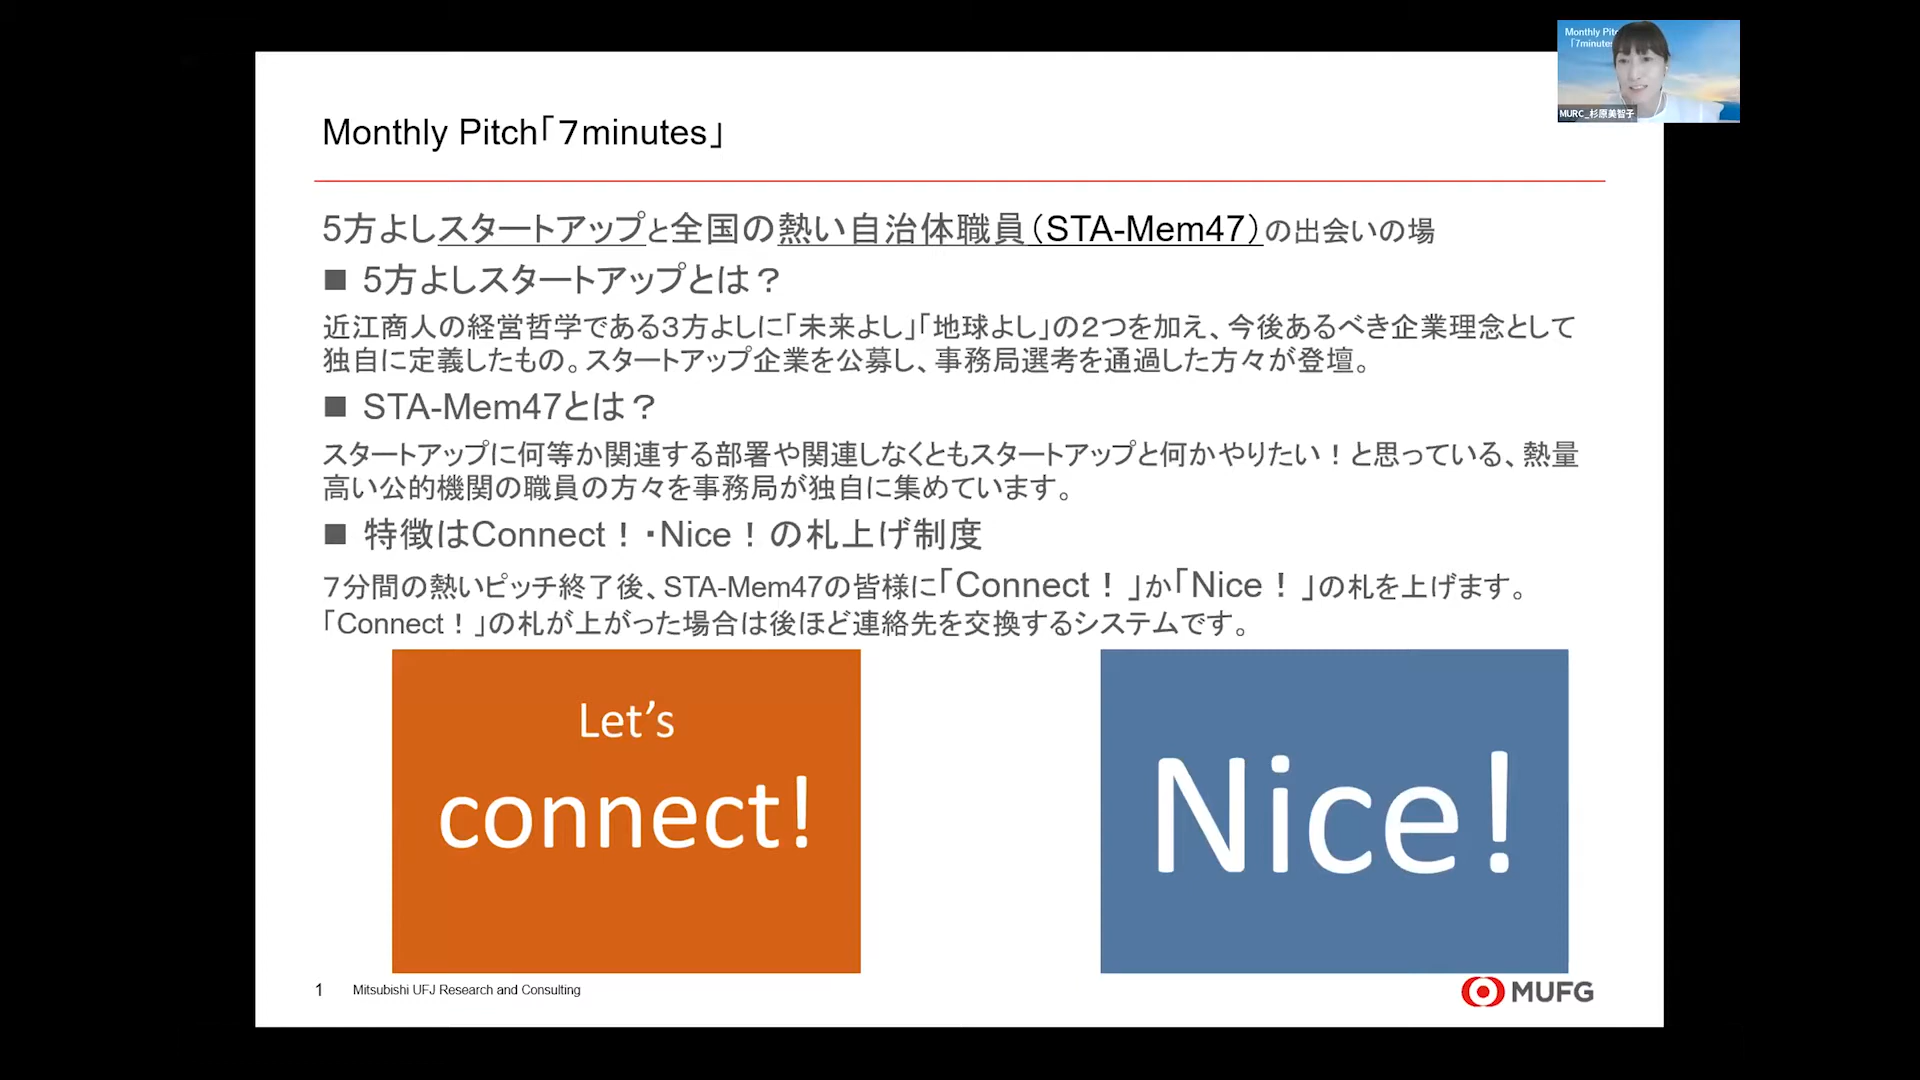 Monthly Pitch「7minutes」
5方よしスタートアップと全国の熱い自治体職員（STA-Mem47）の出会いの場
■ 5方よしスタートアップとは？
近江商人の経営哲学である３方よしに「未来よし」「地球よし」の２つを加え、今後あるべき企業理念として
独自に定義したもの。スタートアップ企業を公募し、事務局選考を通過した方々が登壇。
■ STA-Mem47とは？
スタートアップに何等か関連する部署や関連しなくともスタートアップと何かやりたい！と思っている、熱量
高い公的機関の職員の方々を事務局が独自に集めています。
■ 特徴はConnect！・Nice！の札上げ制度
７分間の熱いピッチ終了後、STA-Mem47の皆様に「Connect！」か「Nice！」の札を上げます。
「Connect！」の札が上がった場合は後ほど連絡先を交換するシステムです。
Let's
connect!
Nice!
1 Mitsubishi UFJ Research and Consulting
MUFG
Monthly
「7minutes
MURC_杉原美智子